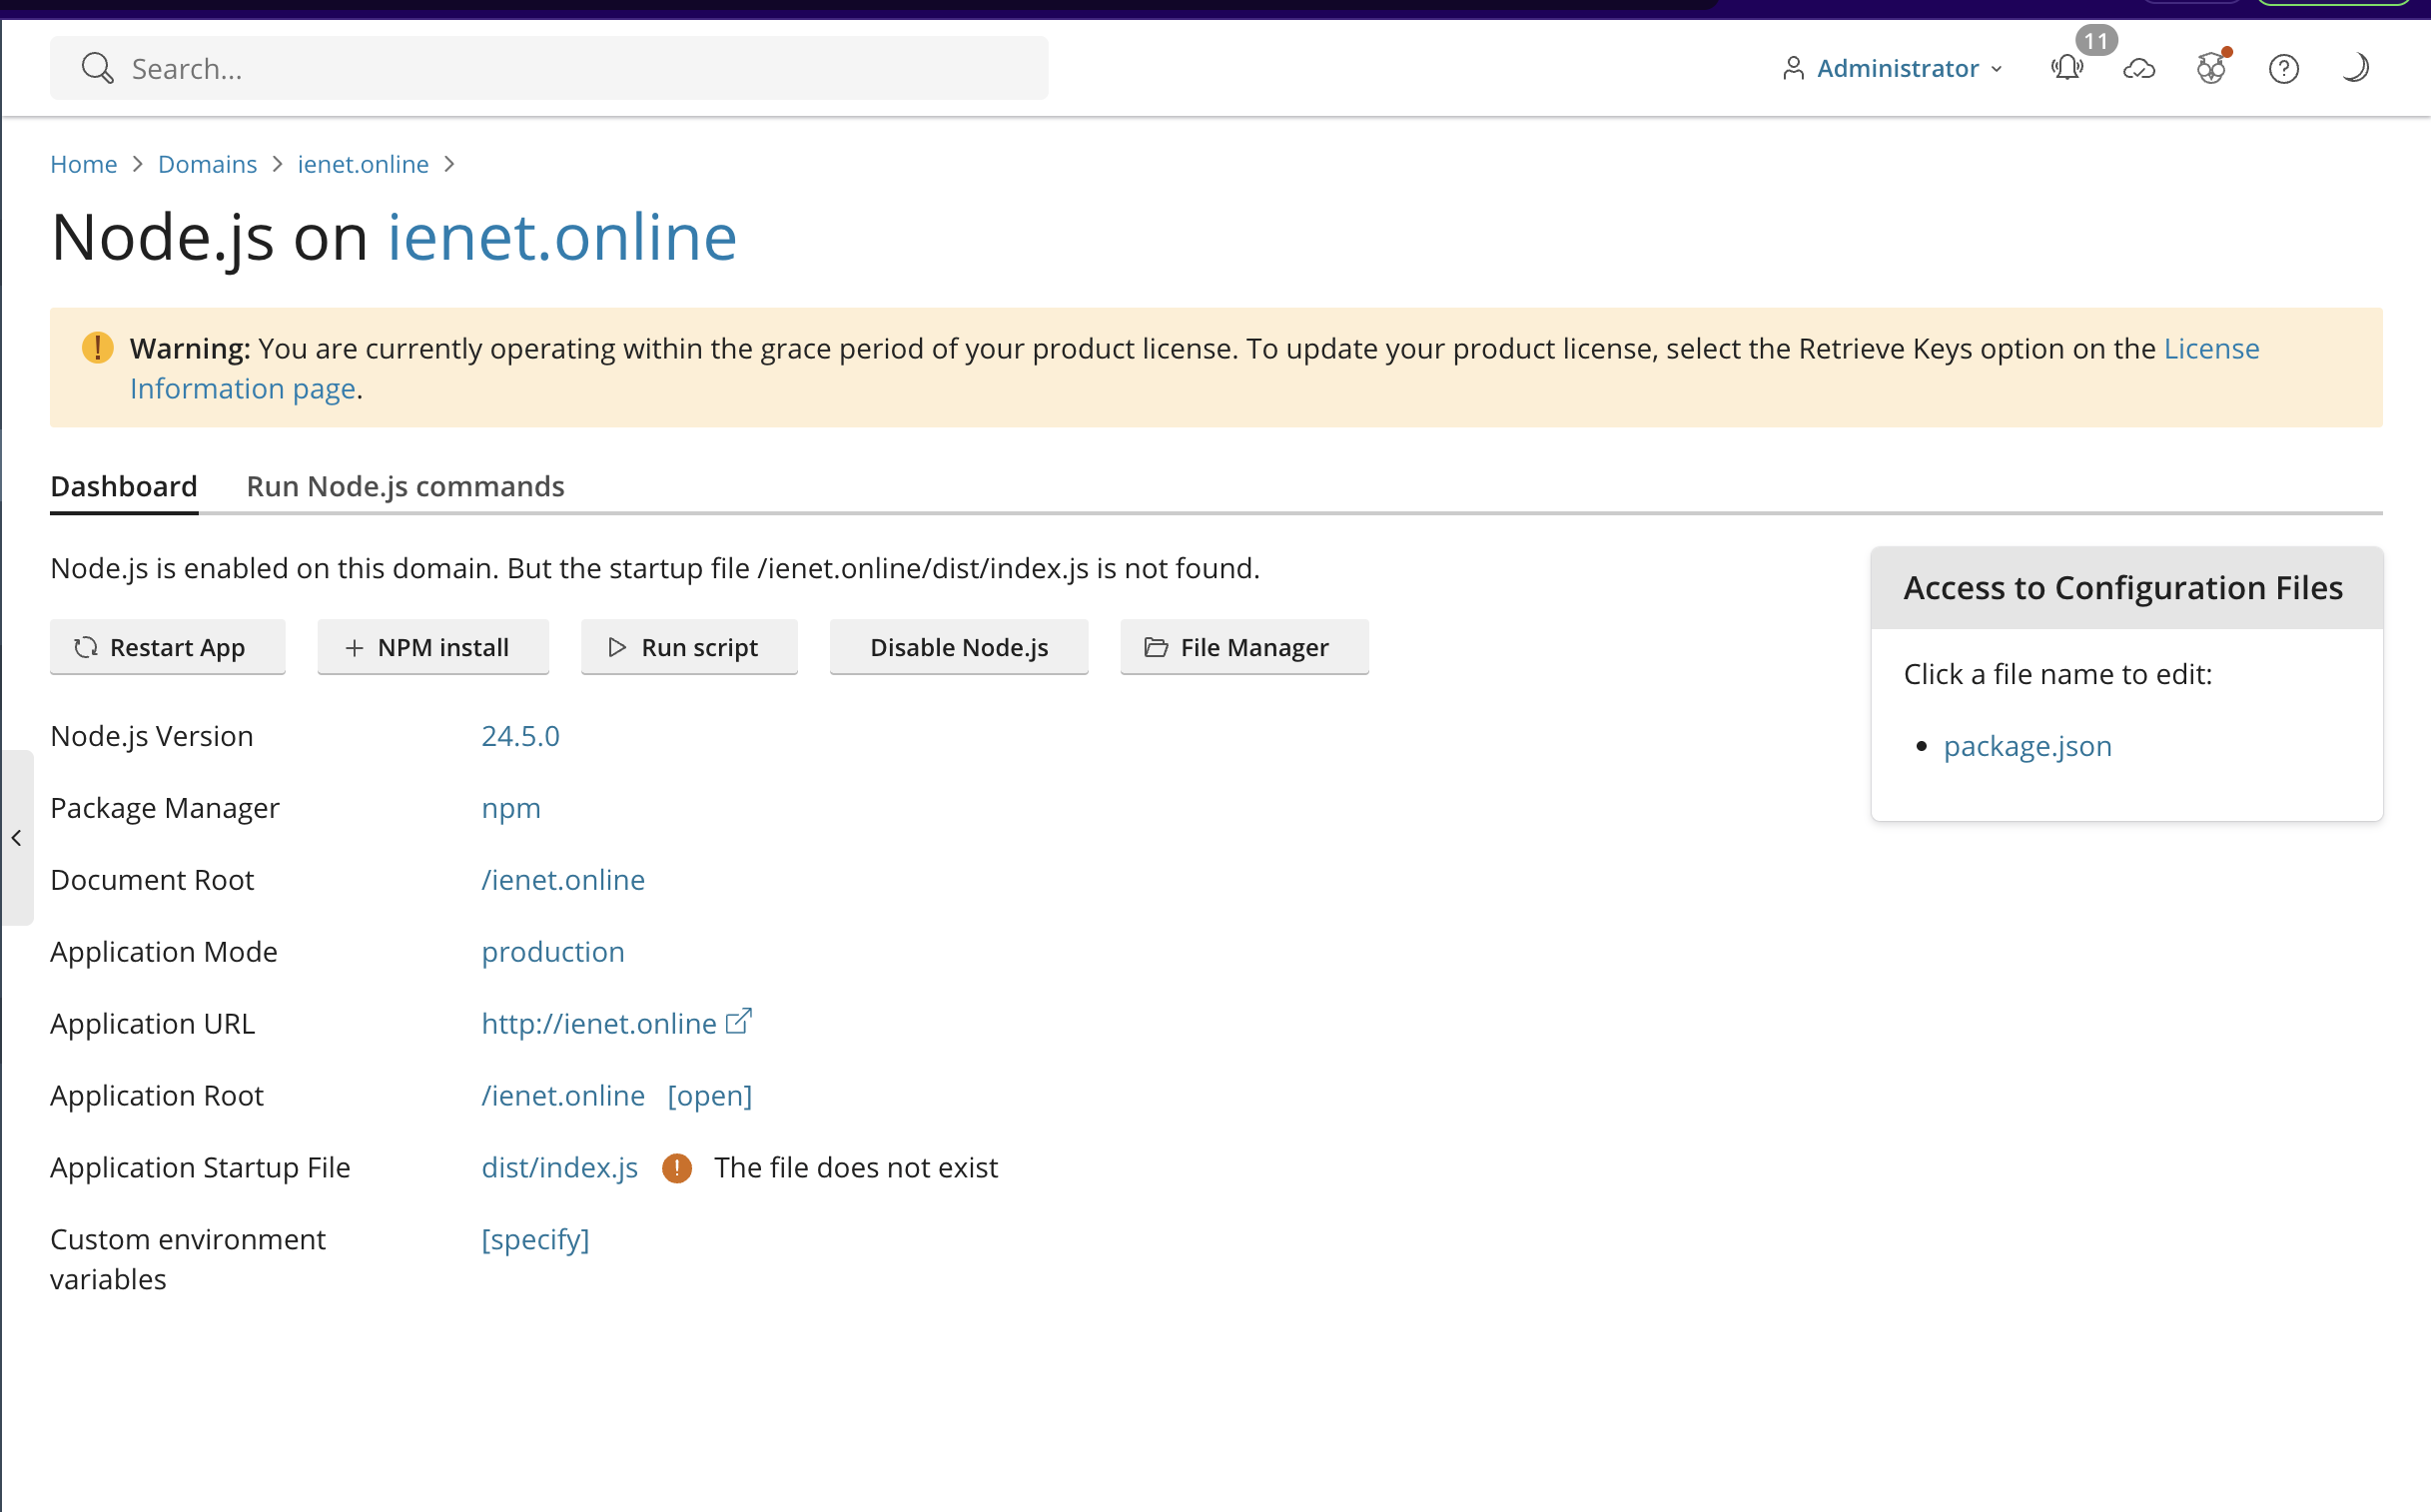 Search...
Administrator
11
Home > Domains > ienet.online >
Node.js on ienet.online
Warning: You are currently operating within the grace period of your product license. To update your product license, select the Retrieve Keys option on the License
Information page.
Dashboard Run Node.js commands
Node.js is enabled on this domain. But the startup file /ienet.online/dist/index.js is not found.
Restart App NPM install Run script Disable Node.js File Manager
Node.js Version 24.5.0
Package Manager npm
Document Root /ienet.online
Application Mode production
Application URL http://ienet.online
Application Root /ienet.online [open]
Application Startup File dist/index.js The file does not exist
Custom environment [specify]
variables
Access to Configuration Files
Click a file name to edit:
• package.json